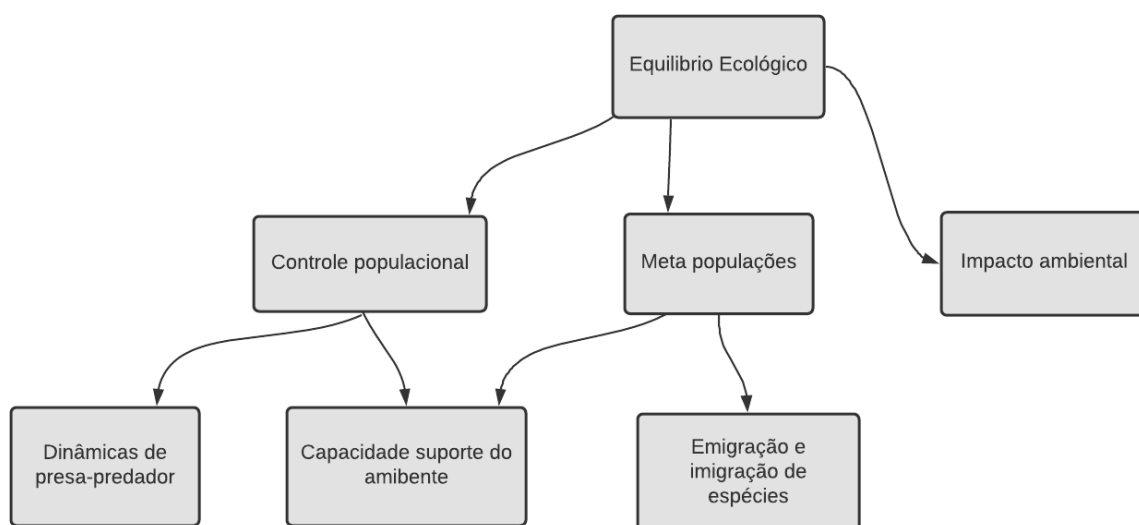 Equilibrio Ecológico
Controle populacional
Meta populações
Impacto ambiental
Dinâmicas de
presa-predador
Capacidade suporte do
amibente
Emigração e
imigração de
espécies